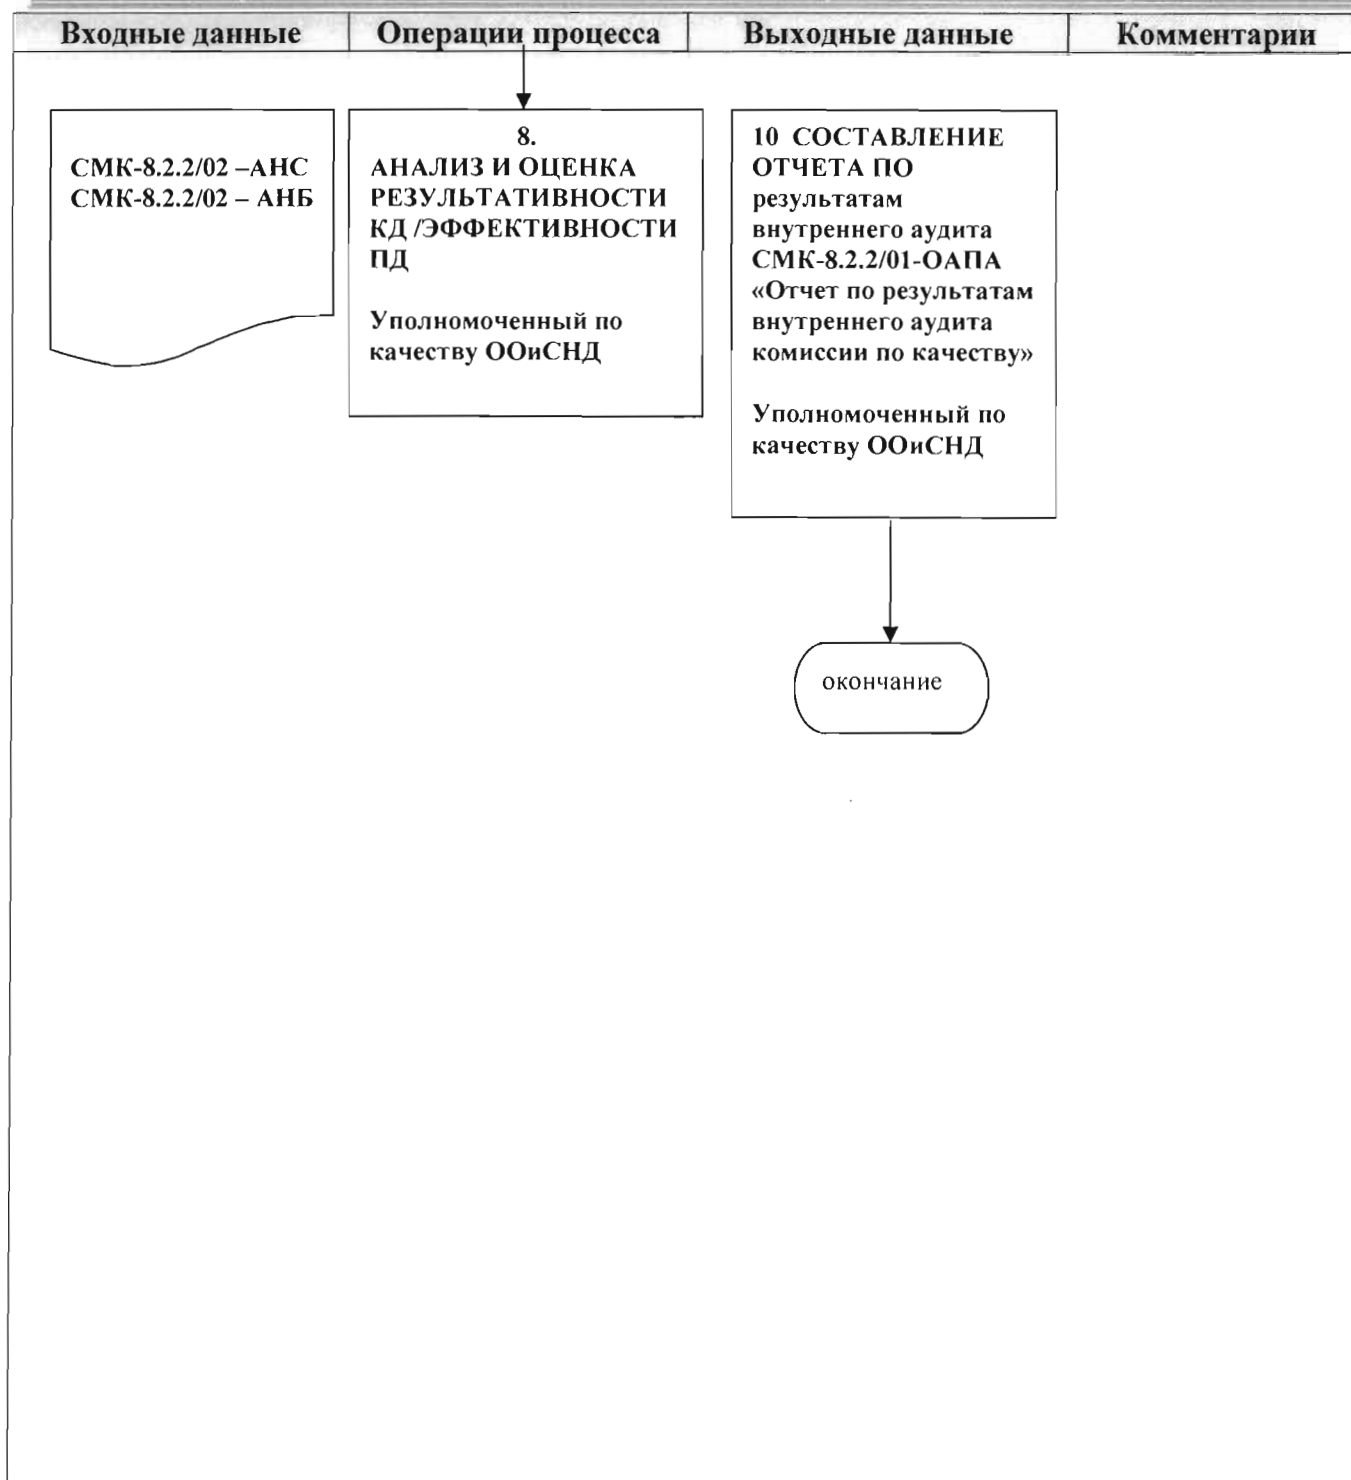 Входные данные
Операции процесса
Выходные данные
Комментарии
СМК-8.2.2/02 –АНС
СМК-8.2.2/02 – АНБ
8.
АНАЛИЗ И ОЦЕНКА
РЕЗУЛЬТАТИВНОСТИ
КД /ЭФФЕКТИВНОСТИ
ПД
Уполномоченный по
качеству ООиСНД
10 СОСТАВЛЕНИЕ
ОТЧЕТА ПО
результатам
внутреннего аудита
СМК-8.2.2/01-ОАПА
«Отчет по результатам
внутреннего аудита
комиссии по качеству»
Уполномоченный по
качеству ООиСНД
окончание